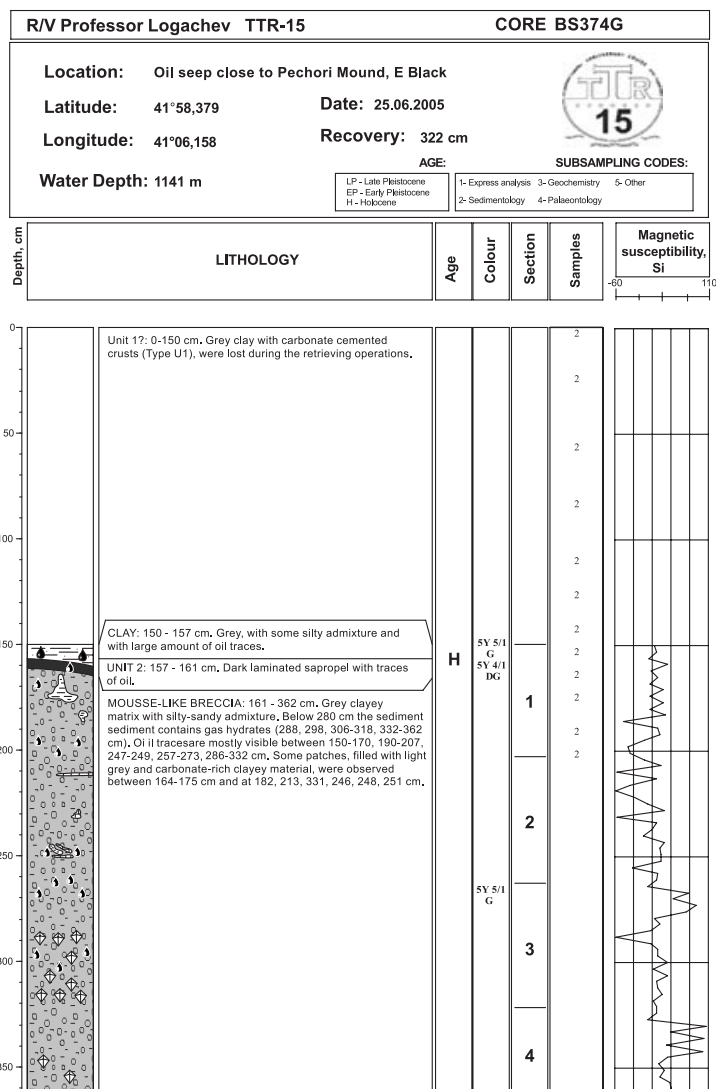 R/V Professor Logachev TTR-15 CORE BS374G
Location: Oil seep close to Pechori Mound, E Black
Latitude: 41°58,379 Date: 25.06.2005
Longitude: 41°06,158 Recovery: 322 cm
Water Depth: 1141 m
TTR
15
AGE:
LP - Late Pleistocene
EP - Early Pleistocene
H - Holocene
SUBSAMPLING CODES:
1- Express analysis 3- Geochemistry 5- Other
2- Sedimentology 4- Palaeontology
Depth, cm
LITHOLOGY
Age
Colour
Section
Samples
Magnetic
susceptibility,
Si
-60 110
0
50
100
150
200
250
300
350
Unit 1?: 0-150 cm. Grey clay with carbonate cemented
crusts (Type U1), were lost during the retrieving operations.
CLAY: 150 - 157 cm. Grey, with some silty admixture and
with large amount of oil traces.
UNIT 2: 157 - 161 cm. Dark laminated sapropel with traces
of oil.
MOUSSE-LIKE BRECCIA: 161 - 362 cm. Grey clayey
matrix with silty-sandy admixture. Below 280 cm the sediment
sediment contains gas hydrates (288, 298, 306-318, 332-362
cm). Oi il tracesare mostly visible between 150-170, 190-207,
247-249, 257-273, 286-332 cm. Some patches, filled with light
grey and carbonate-rich clayey material, were observed
between 164-175 cm and at 182, 213, 331, 246, 248, 251 cm.
H
5Y 5/1
G
5Y 4/1
DG
5Y 5/1
G
1
2
3
4
2
2
2
2
2
2
2
2
2
2
2
2